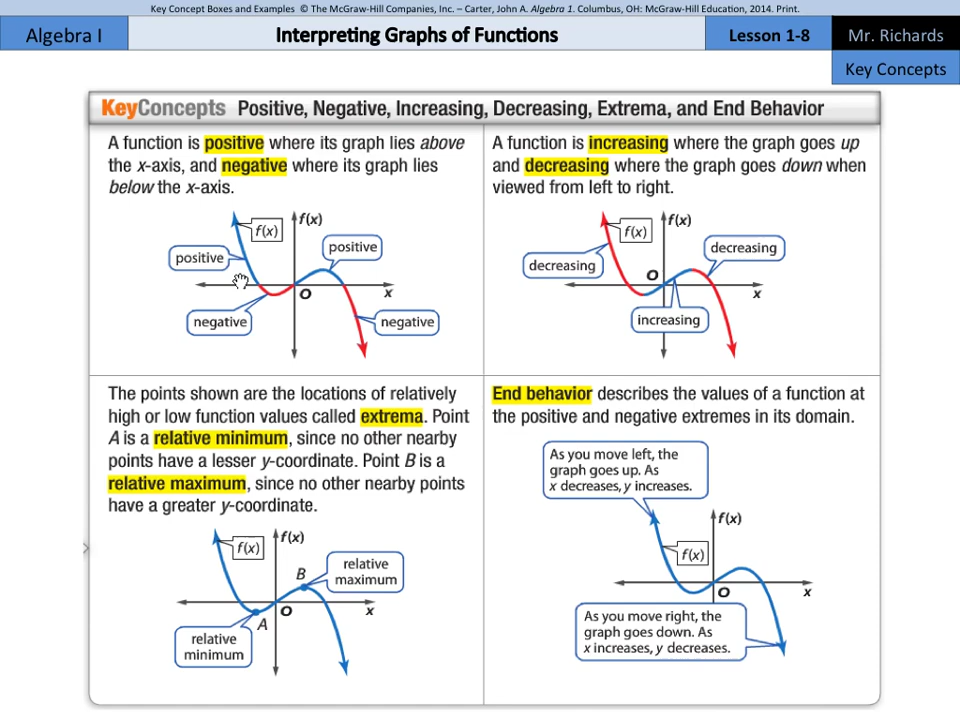 Key Concept Boxes and Examples © The McGraw-Hill Companies, Inc. – Carter, John A. Algebra 1. Columbus, OH: McGraw-Hill Education, 2014. Print.
Algebra I
Interpreting Graphs of Functions
Lesson 1-8
Mr. Richards
Key Concepts
KeyConcepts Positive, Negative, Increasing, Decreasing, Extrema, and End Behavior
A function is positive where its graph lies above
the x-axis, and negative where its graph lies
below the x-axis.
f(x)
f(x)
positive
positive
O
x
negative
negative
A function is increasing where the graph goes up
and decreasing where the graph goes down when
viewed from left to right.
f(x)
f(x)
decreasing
decreasing
O
x
increasing
The points shown are the locations of relatively
high or low function values called extrema. Point
A is a relative minimum, since no other nearby
points have a lesser y-coordinate. Point B is a
relative maximum, since no other nearby points
have a greater y-coordinate.
f(x)
f(x)
B
relative
maximum
O
x
A
relative
minimum
End behavior describes the values of a function at
the positive and negative extremes in its domain.
As you move left, the
graph goes up. As
x decreases, y increases.
f(x)
f(x)
O
x
As you move right, the
graph goes down. As
x increases, y decreases.